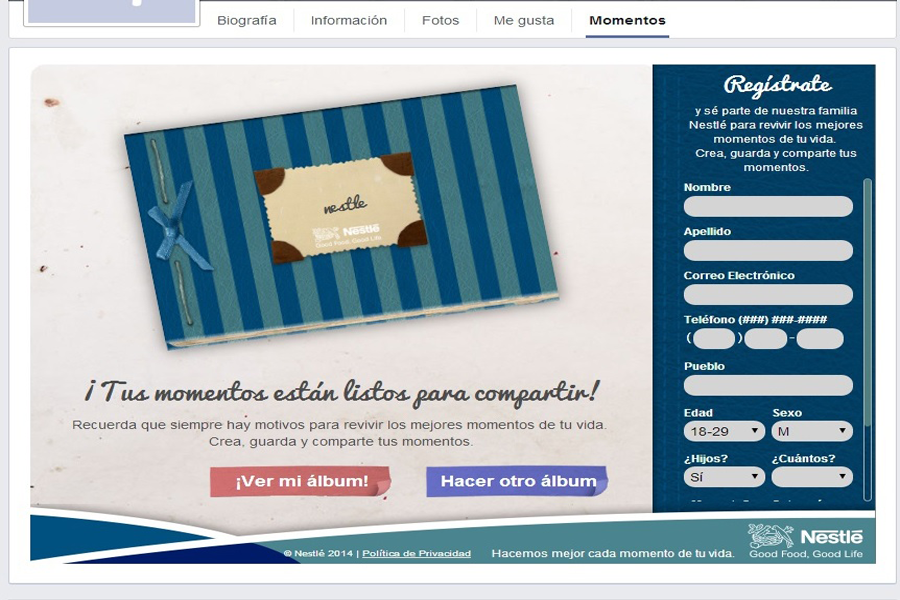 Biografía Información Fotos Me gusta Momentos
nestle
Nestlé
Good Food, Good Life
¡Tus momentos están listos para compartir!
Recuerda que siempre hay motivos para revivir los mejores momentos de tu vida.
Crea, guarda y comparte tus momentos.
¡Ver mi álbum! Hacer otro álbum
Regístrate
y sé parte de nuestra familia
Nestlé para revivir los mejores
momentos de tu vida.
Crea, guarda y comparte tus
momentos.
Nombre
Apellido
Correo Electrónico
Teléfono (###) ###-####
( ) -
Pueblo
Edad Sexo
18-29 M
¿Hijos? ¿Cuántos?
Sí
© Nestlé 2014 | Política de Privacidad Hacemos mejor cada momento de tu vida.
Nestlé
Good Food, Good Life